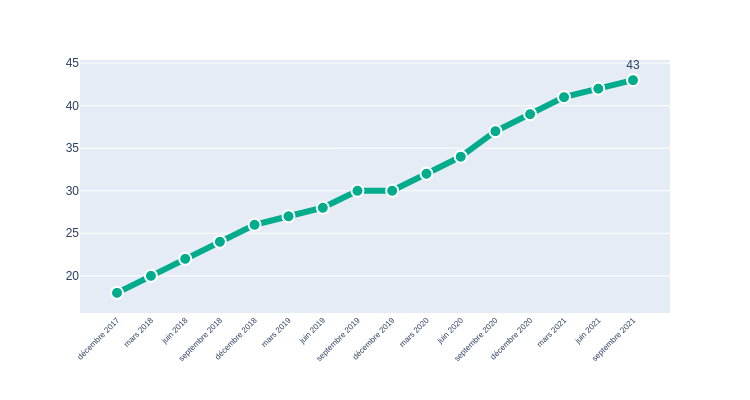 43
45
40
35
30
25
20
décembre 2017
mars 2018
juin 2018
septembre 2018
décembre 2018
mars 2019
juin 2019
septembre 2019
décembre 2019
mars 2020
juin 2020
septembre 2020
décembre 2020
mars 2021
juin 2021
septembre 2021